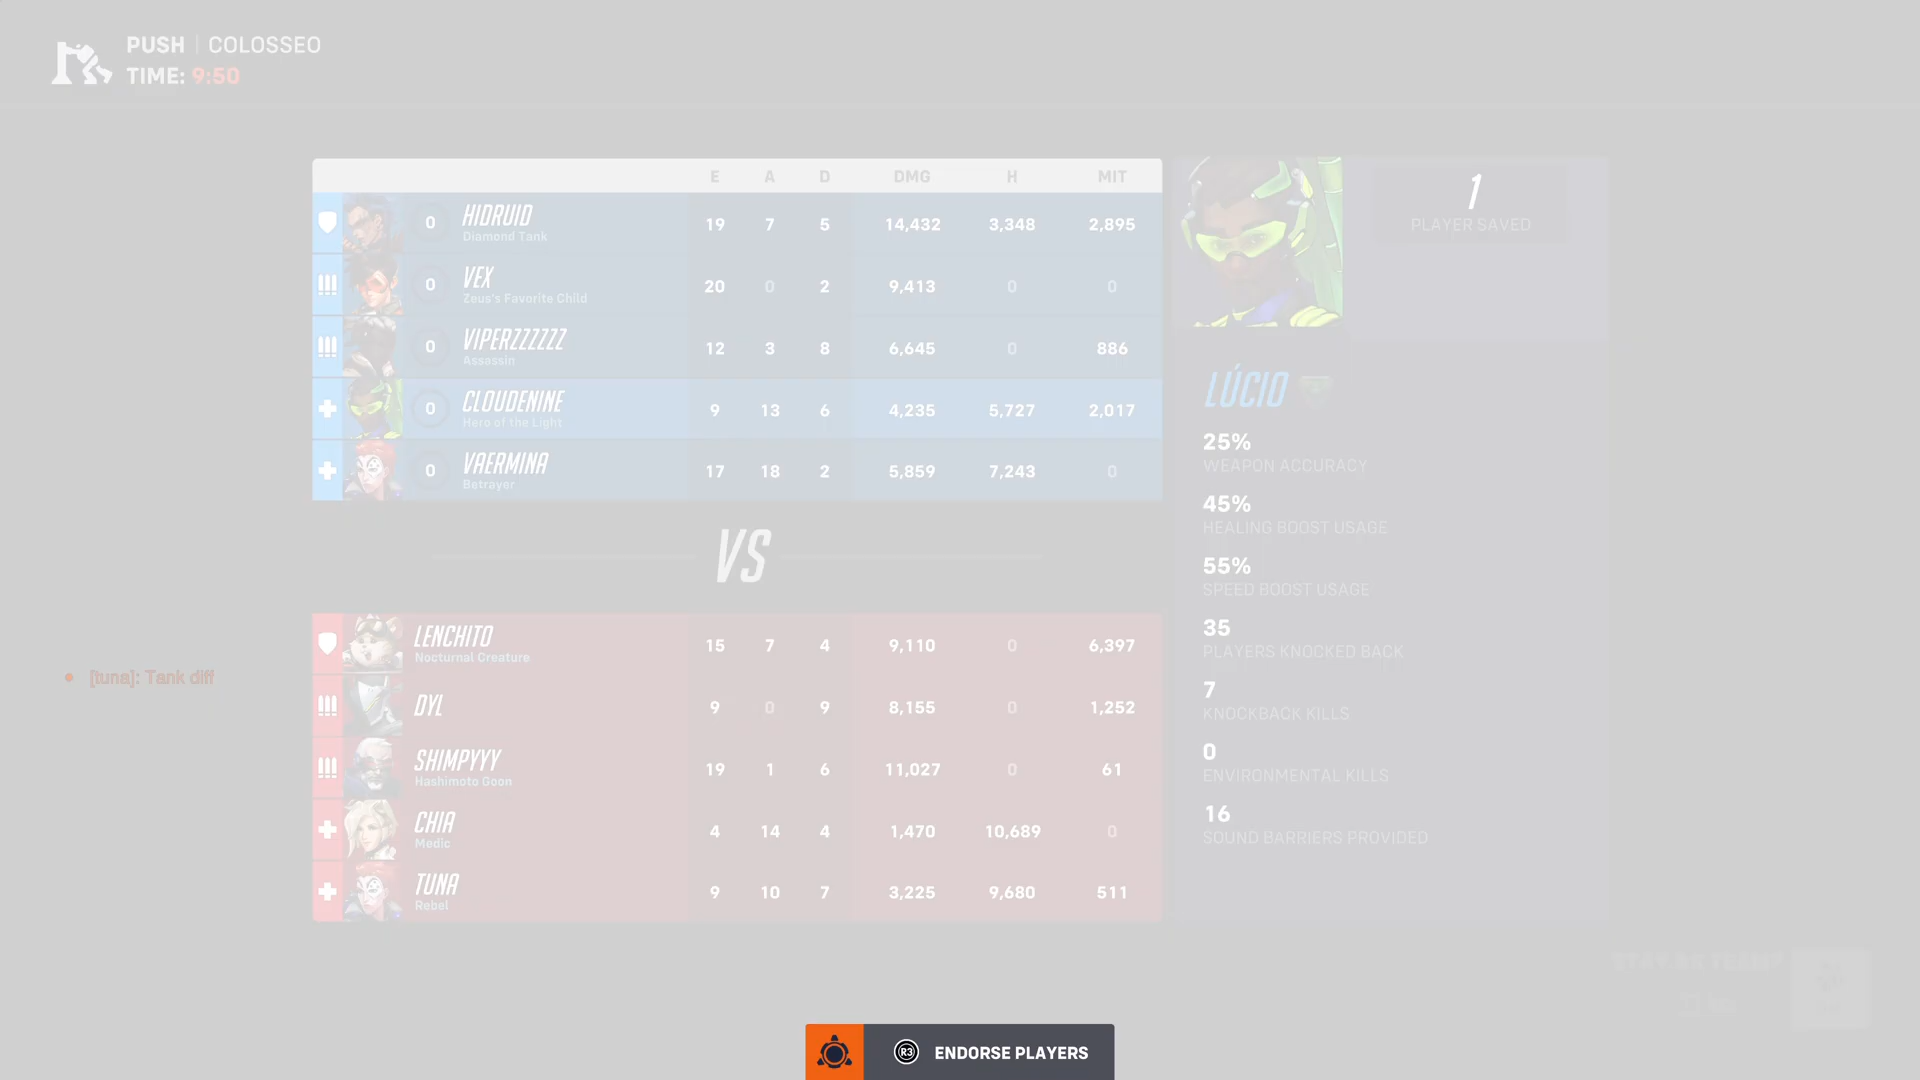 PUSH | COLOSSEO
TIME: 9:50
E A D DMG H MIT
0 HIDRUID 19 7 5 14,432 3,348 2,895
Diamond Tank
0 VEX 20 0 2 9,413 0 0
Zeus's Favorite Child
0 VIPERZZZZZZ 12 3 8 6,645 0 886
Assassin
0 CLOUDENINE 9 13 6 4,235 5,727 2,017
Hero of the Light
0 VAERMINA 17 18 2 5,859 7,243 0
Betrayer
VS
LENCHITO 15 7 4 9,110 0 6,397
Nocturnal Creature
DYL 9 0 9 8,155 0 1,252
SHIMPYYY 19 1 6 11,027 0 61
Hashimoto Goon
CHIA 4 14 4 1,470 10,689 0
Medic
TUNA 9 10 7 3,225 9,680 511
Rebel
[tuna]: Tank diff
1
PLAYER SAVED
LÚCIO
25%
WEAPON ACCURACY
45%
HEALING BOOST USAGE
55%
SPEED BOOST USAGE
35
PLAYERS KNOCKED BACK
7
KNOCKBACK KILLS
0
ENVIRONMENTAL KILLS
16
SOUND BARRIERS PROVIDED
STAY AS TEAM?
R3 ENDORSE PLAYERS